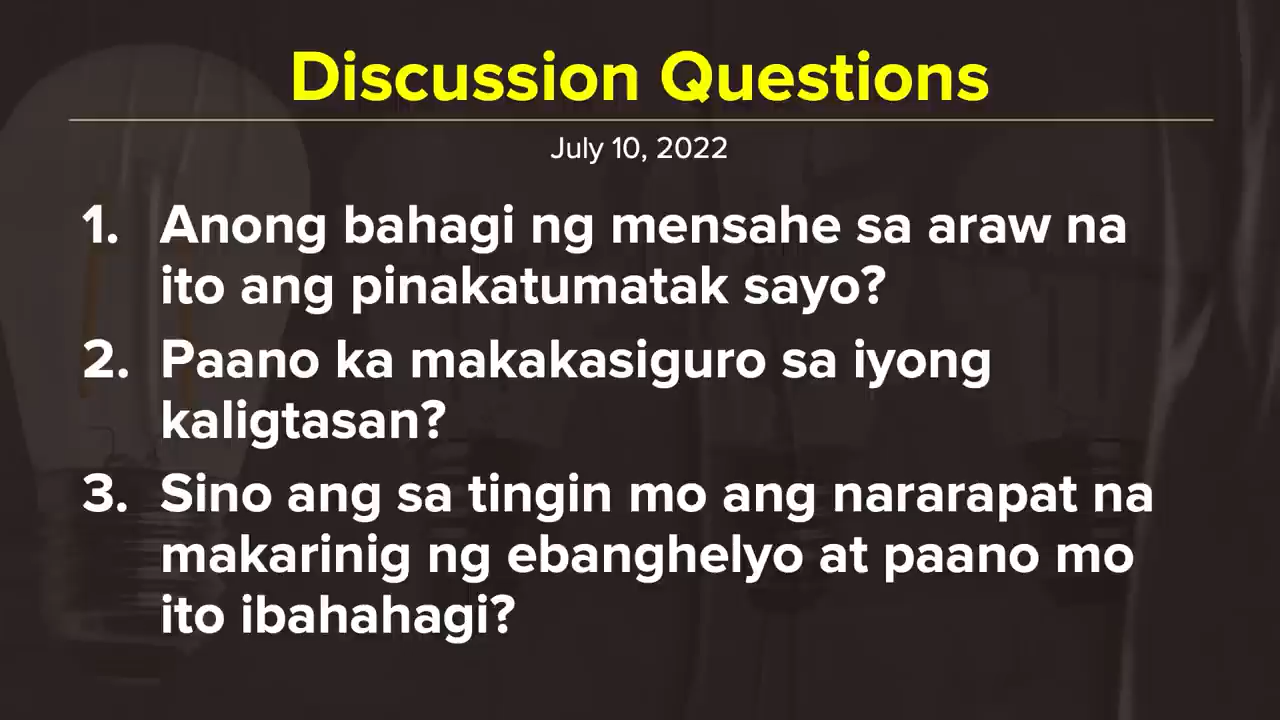 Discussion Questions
July 10, 2022
1. Anong bahagi ng mensahe sa araw na
ito ang pinakatumatak sayo?
2. Paano ka makakasiguro sa iyong
kaligtasan?
3. Sino ang sa tingin mo ang nararapat na
makarinig ng ebanghelyo at paano mo
ito ibahahagi?